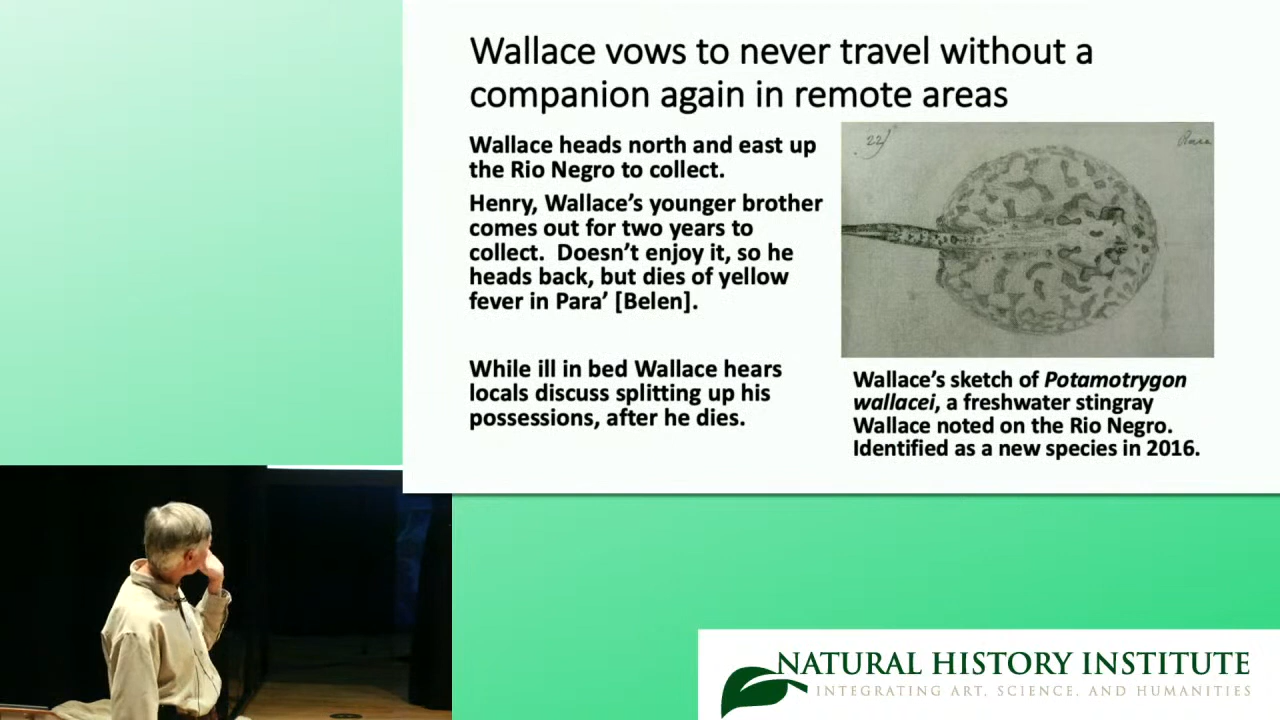 Wallace vows to never travel without a
companion again in remote areas
Wallace heads north and east up
the Rio Negro to collect.
Henry, Wallace's younger brother
comes out for two years to
collect.  Doesn't enjoy it, so he
heads back, but dies of yellow
fever in Para' [Belen].
While ill in bed Wallace hears
locals discuss splitting up his
possessions, after he dies.
22
Wallace's sketch of Potamotrygon
wallacei, a freshwater stingray
Wallace noted on the Rio Negro.
Identified as a new species in 2016.
NATURAL HISTORY INSTITUTE
INTEGRATING ART, SCIENCE, AND HUMANITIES